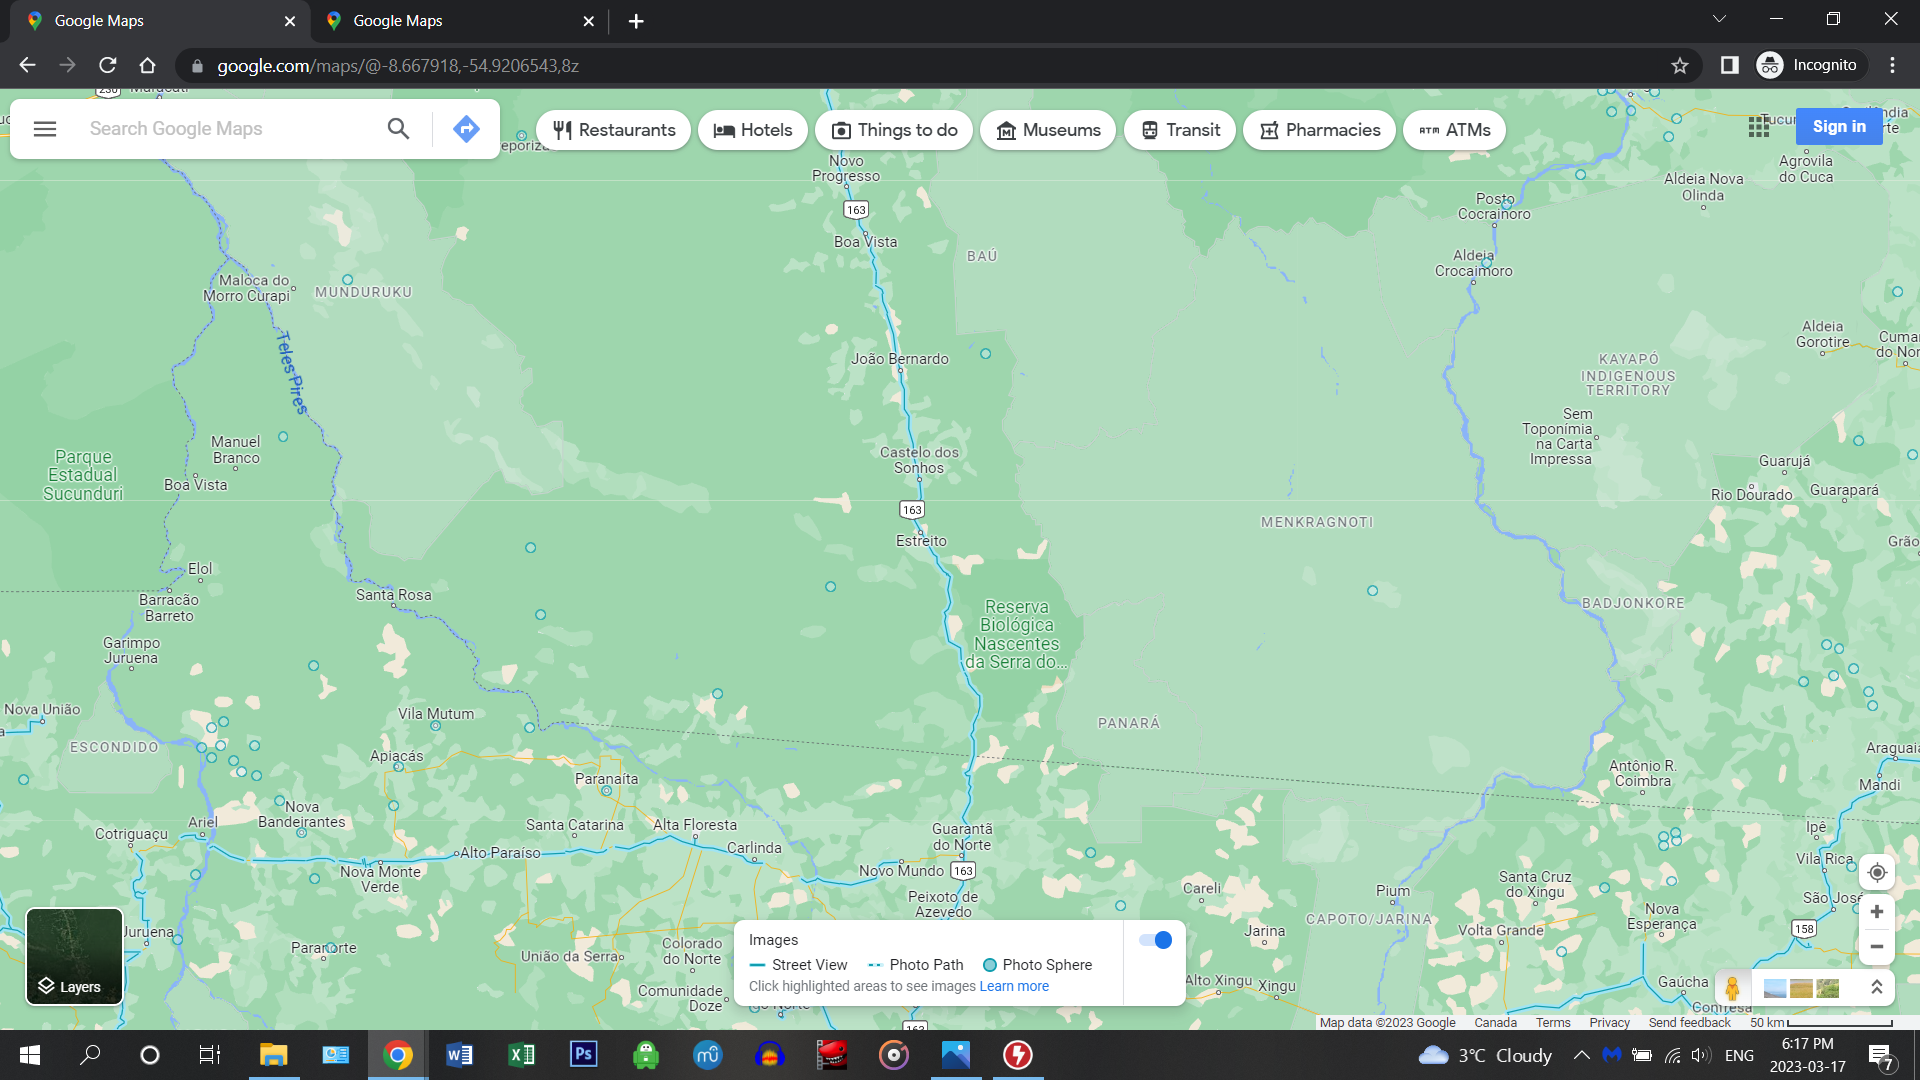 Google Maps
Google Maps
google.com/maps/@-8.667918,-54.9206543,8z
Incognito
Search Google Maps
Restaurants
Hotels
Things to do
Museums
Transit
Pharmacies
ATMs
Sign in
230
Novo
Progresso
163
Boa Vista
BAÚ
Agrovila
do Cuca
Aldeia Nova
Olinda
Posto
Cocrainoro
Aldeia
Crocaimoro
Maloca do
Morro Curapi
MUNDURUKU
Teles Pires
João Bernardo
Aldeia
Gorotire
KAYAPÓ
INDIGENOUS
TERRITORY
Sem
Toponímia
na Carta
Impressa
Manuel
Branco
Boa Vista
Parque
Estadual
Sucunduri
Castelo dos
Sonhos
163
Estreito
Guarujá
Rio Dourado
Guarapará
MENKRAGNOTI
Grão
Elol
Barracão
Barreto
Santa Rosa
Reserva
Biológica
Nascentes
da Serra do...
BADJONKORE
Garimpo
Juruena
Nova União
Vila Mutum
PANARÁ
ESCONDIDO
Apiacás
Paranaíta
Araguai
Mandi
Antônio R.
Coimbra
Nova
Bandeirantes
Ariel
Cotriguaçu
Santa Catarina
Alta Floresta
Carlinda
Guarantã
do Norte
Ipê
Vila Rica
Alto Paraíso
Nova Monte
Verde
Novo Mundo
163
Peixoto de
Azevedo
Careli
Pium
Santa Cruz
do Xingu
São José
CAPOTO/JARINA
Nova
Esperança
158
Juruena
Paranorte
União da Serra
Colorado
do Norte
Jarina
Volta Grande
Comunidade
Doze
Alto Xingu
Xingu
Gaúcha
Confresa
163
Layers
Images
Street View
Photo Path
Photo Sphere
Click highlighted areas to see images Learn more
Map data ©2023 Google
Canada
Terms
Privacy
Send feedback
50 km
3°C Cloudy
ENG
6:17 PM
2023-03-17
7